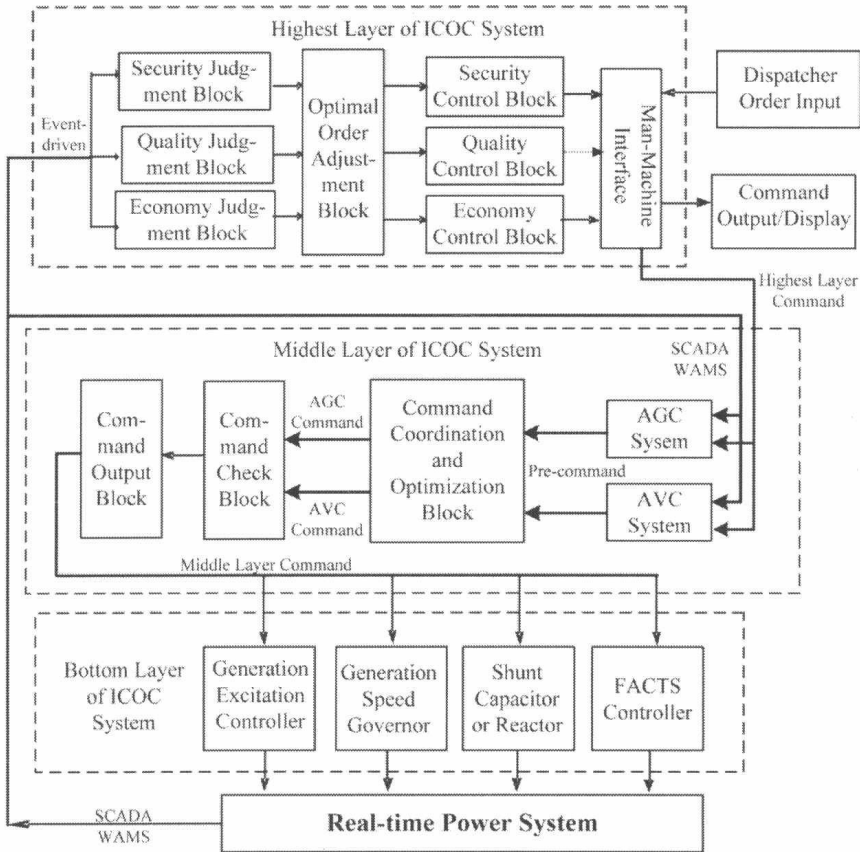 Highest Layer of ICOC System
Event-
driven
Security Judg-
ment Block
Quality Judg-
ment Block
Economy Judg-
ment Block
Optimal
Order
Adjust-
ment
Block
Security
Control Block
Quality
Control Block
Economy
Control Block
Man-Machine
Interface
Dispatcher
Order Input
Command
Output/Display
Highest Layer
Command
Middle Layer of ICOC System
SCADA
WAMS
Com-
mand
Output
Block
Com-
mand
Check
Block
AGC
Command
AVC
Command
Command
Coordination
and
Optimization
Block
Pre-command
AGC
Sysem
AVC
System
Middle Layer Command
Bottom Layer
of ICOC
System
Generation
Excitation
Controller
Generation
Speed
Governor
Shunt
Capacitor
or Reactor
FACTS
Controller
SCADA
WAMS
Real-time Power System